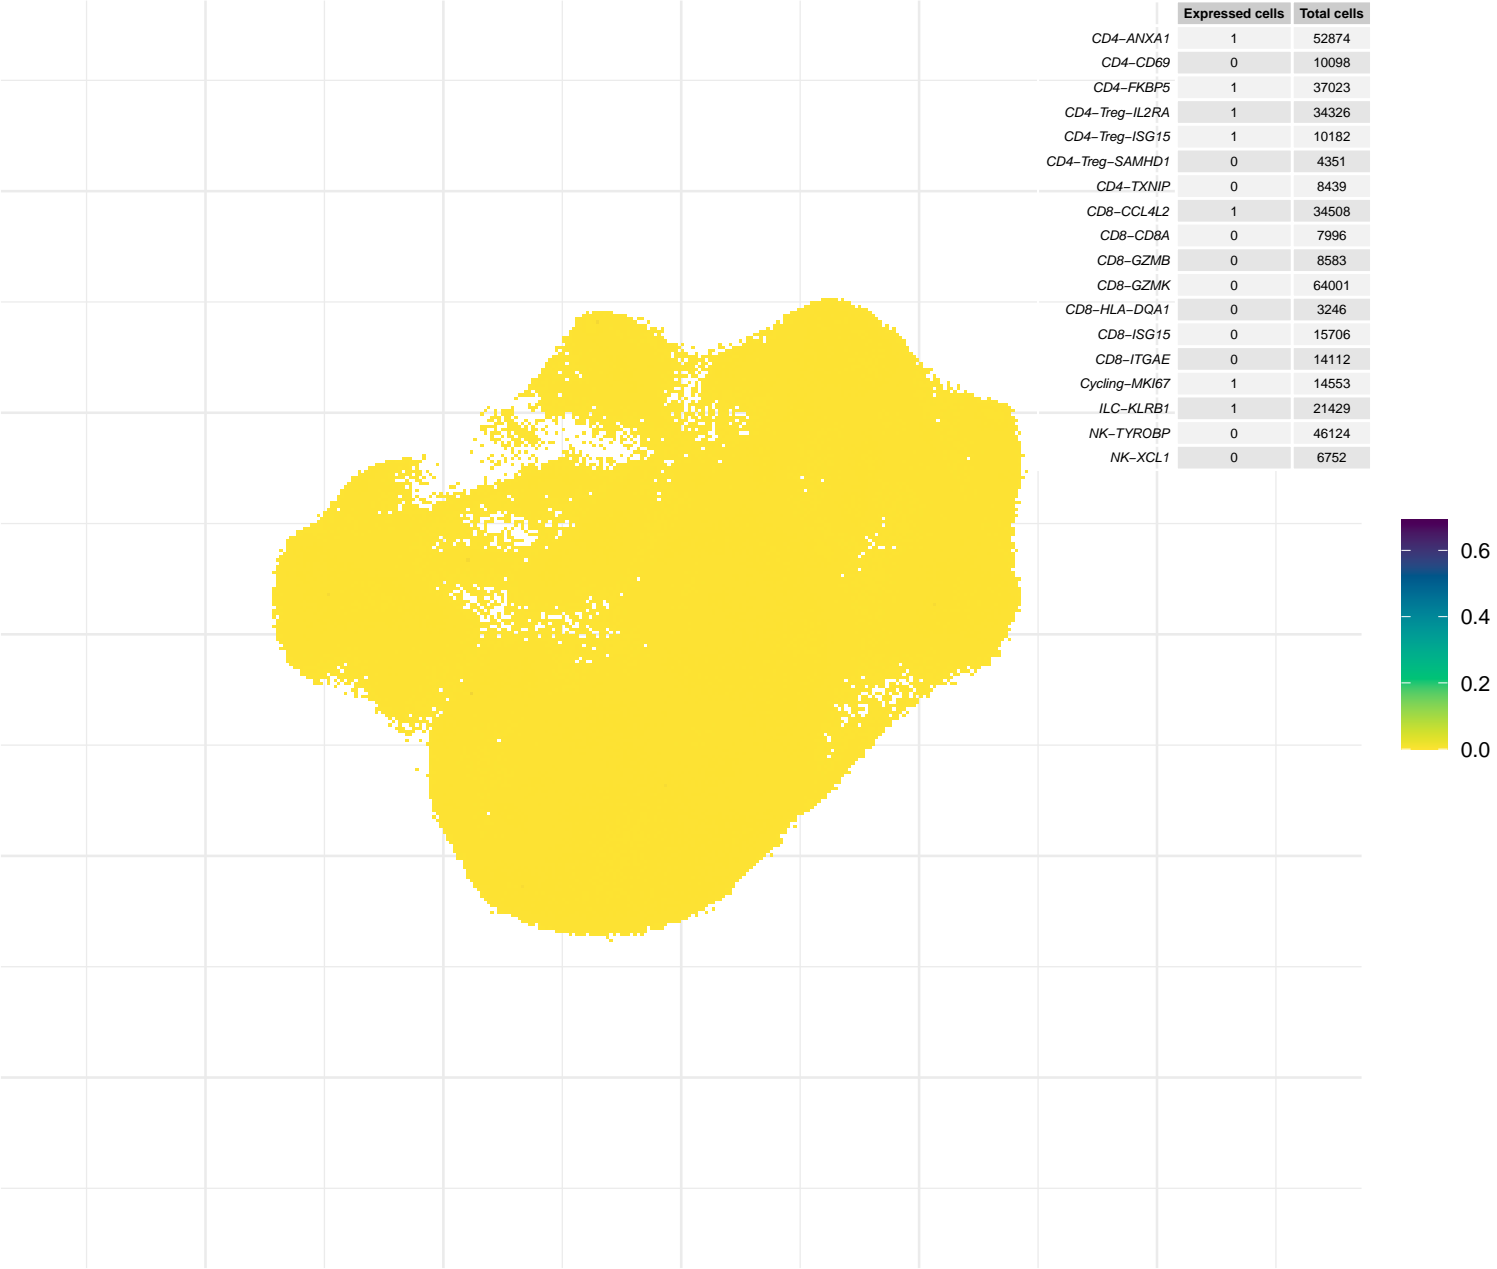 Expressed cells Total cells
CD4−ANXA1 1 52874
CD4−CD69 0 10098
CD4−FKBP5 1 37023
CD4−Treg−IL2RA 1 34326
CD4−Treg−ISG15 1 10182
CD4−Treg−SAMHD1 0 4351
CD4−TXNIP 0 8439
CD8−CCL4L2 1 34508
CD8−CD8A 0 7996
CD8−GZMB 0 8583
CD8−GZMK 0 64001
CD8−HLA−DQA1 0 3246
CD8−ISG15 0 15706
CD8−ITGAE 0 14112
Cycling−MKI67 1 14553
ILC−KLRB1 1 21429
NK−TYROBP 0 46124
NK−XCL1 0 6752
0.6
0.4
0.2
0.0